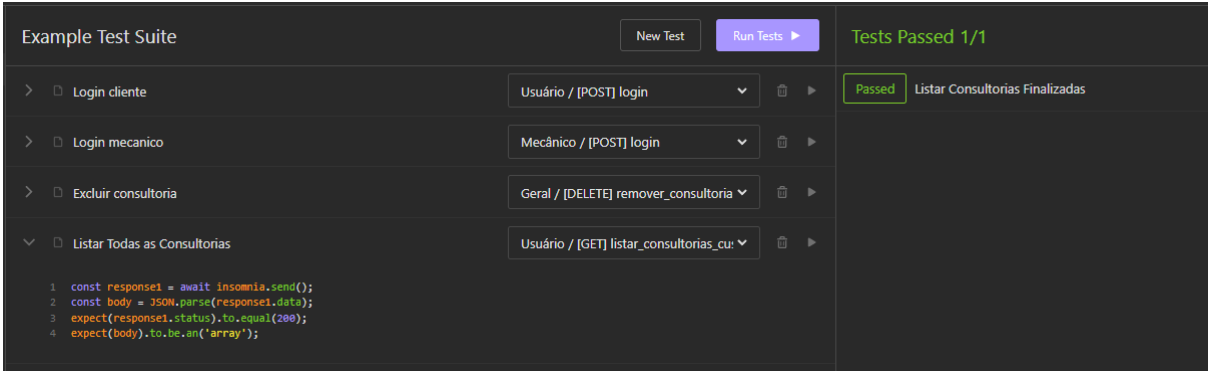 Example Test Suite
New Test
Run Tests
Tests Passed 1/1
Login cliente
Usuário / [POST] login
Passed
Listar Consultorias Finalizadas
Login mecanico
Mecânico / [POST] login
Excluir consultoria
Geral / [DELETE] remover_consultoria
Listar Todas as Consultorias
Usuário / [GET] listar_consultorias_cu
1 const response1 = await insomnia.send();
2 const body = JSON.parse(response1.data);
3 expect(response1.status).to.equal(200);
4 expect(body).to.be.an('array');